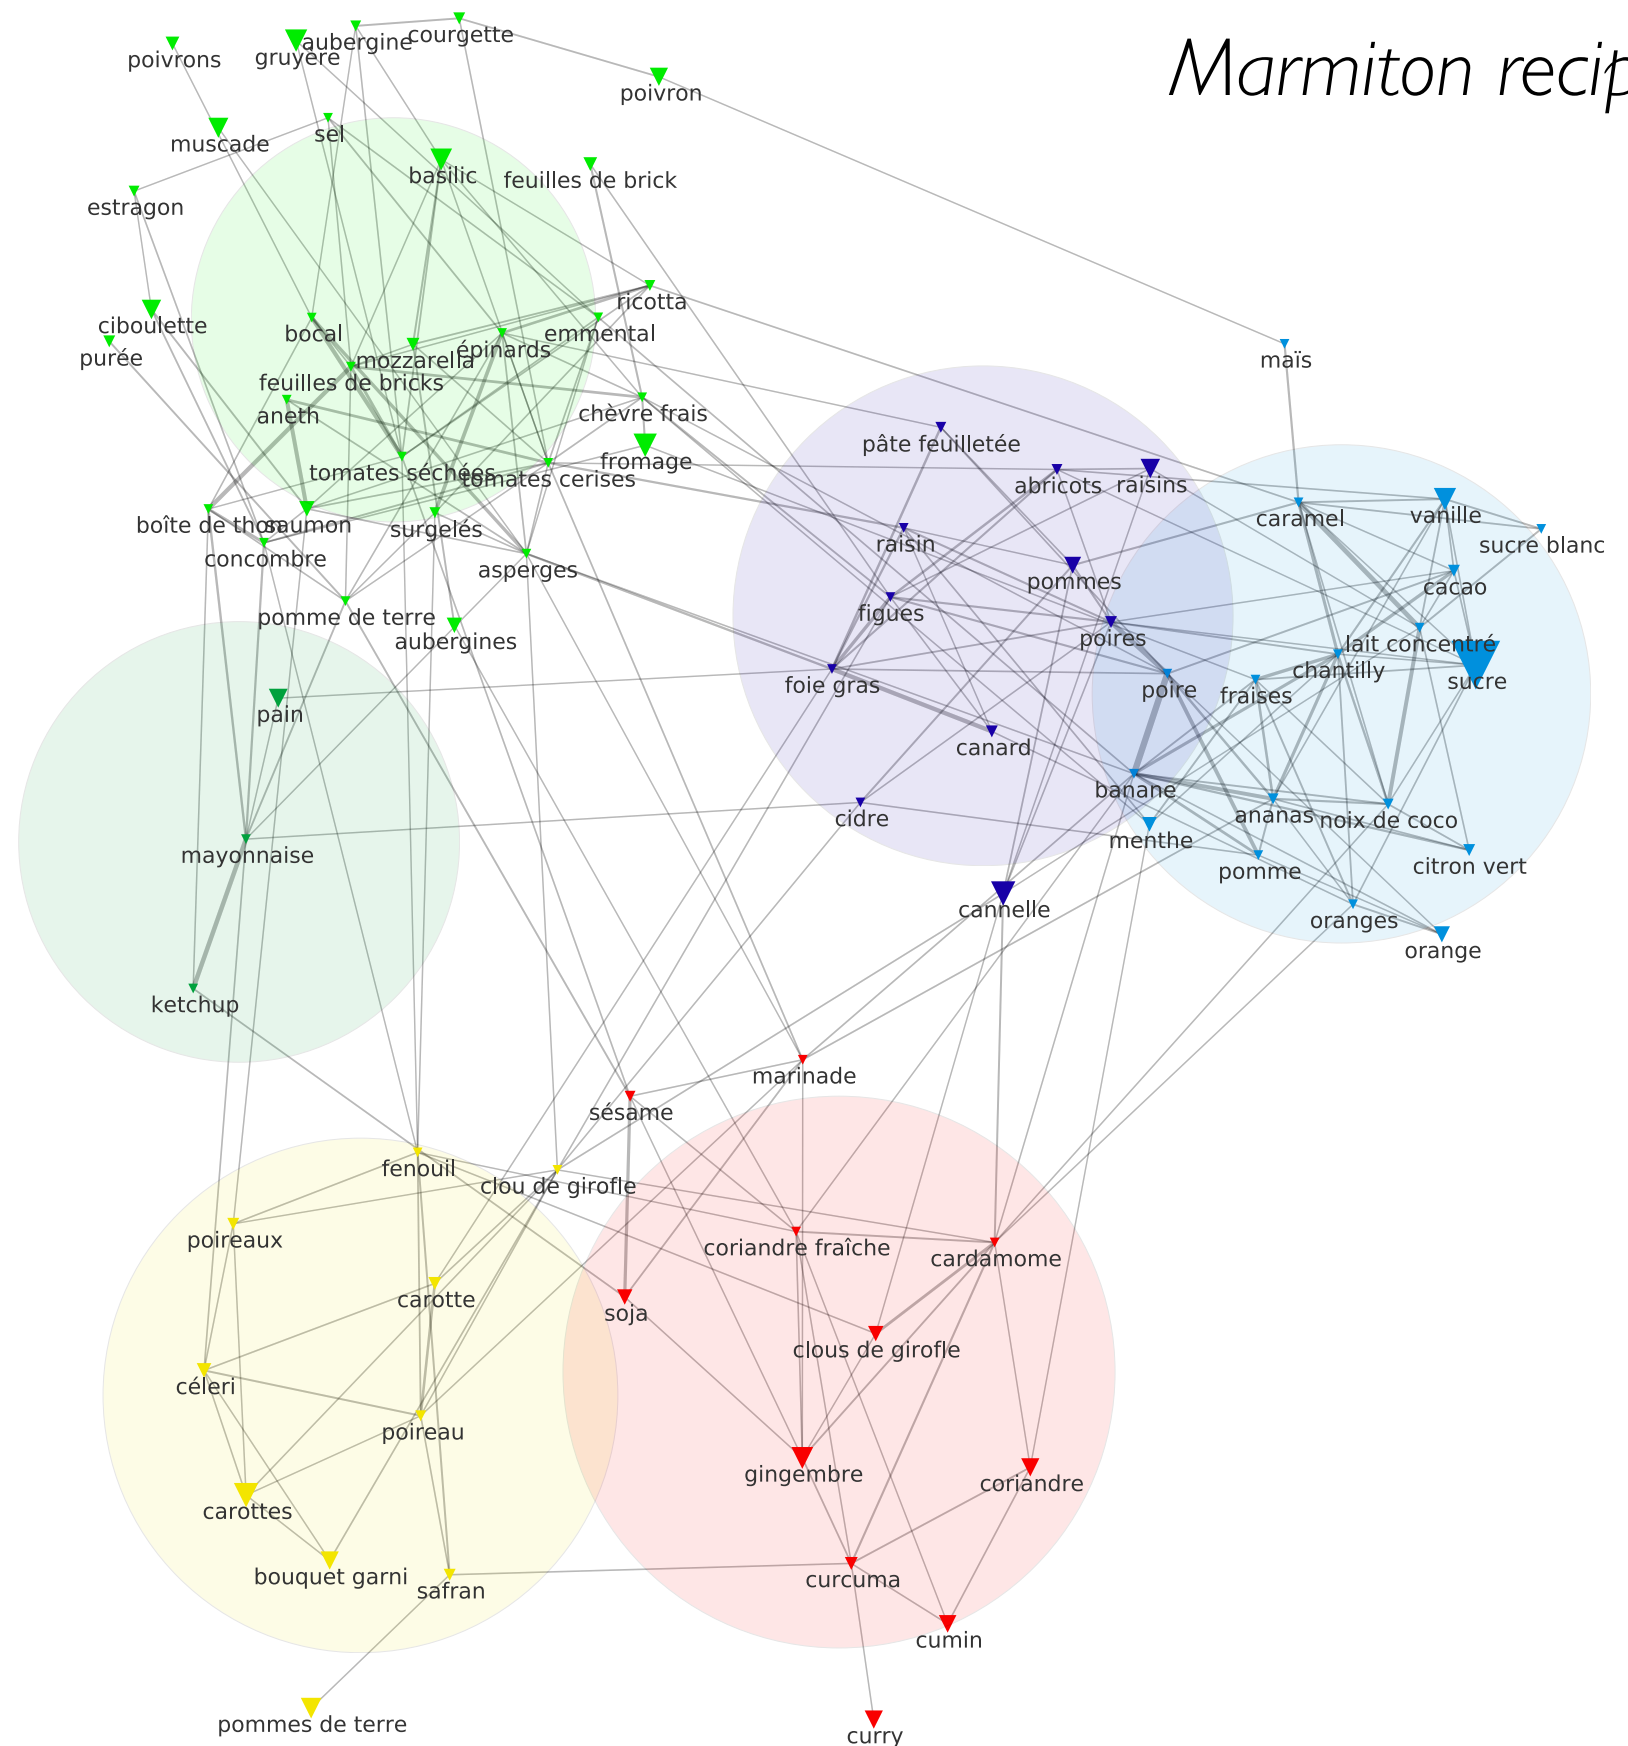 Marmiton recip
courgette
aubergine
gruyère
poivrons
poivron
sel
muscade
basilic
feuilles de brick
estragon
ricotta
ciboulette
bocal
emmental
épinards
purée
mozzarella
maïs
feuilles de bricks
aneth
chèvre frais
pâte feuilletée
fromage
tomates séchées
tomates cerises
abricots
raisins
vanille
caramel
boîte de thon
saumon
surgelés
raisin
sucre blanc
concombre
asperges
pommes
cacao
figues
pomme de terre
aubergines
poires
lait concentré
chantilly
foie gras
poire
fraises
sucre
pain
canard
banane
cidre
ananas
noix de coco
menthe
mayonnaise
citron vert
pomme
cannelle
oranges
orange
ketchup
marinade
sésame
fenouil
clou de girofle
poireaux
coriandre fraîche
cardamome
carotte
soja
clous de girofle
céleri
poireau
gingembre
coriandre
carottes
bouquet garni
curcuma
safran
cumin
pommes de terre
curry